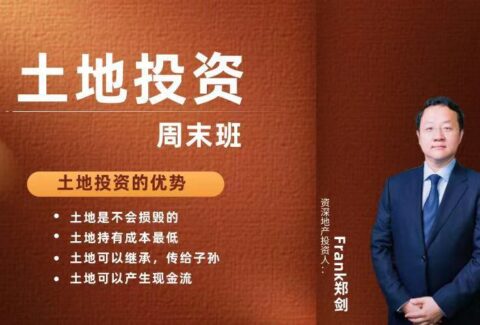 土地投资
周末班
土地投资的优势
土地是不会损毁的
土地持有成本最低
土地可以继承，传给子孙
土地可以产生现金流
资深地产投资人：
Frank郑剑